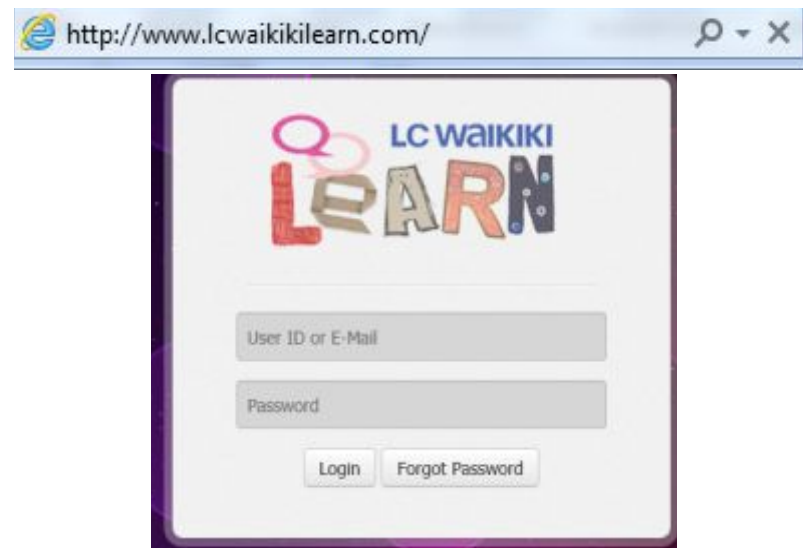 http://www.lcwaikikilearn.com/
LC WAIKIKI
LeARN
User ID or E-Mail
Password
Login Forgot Password